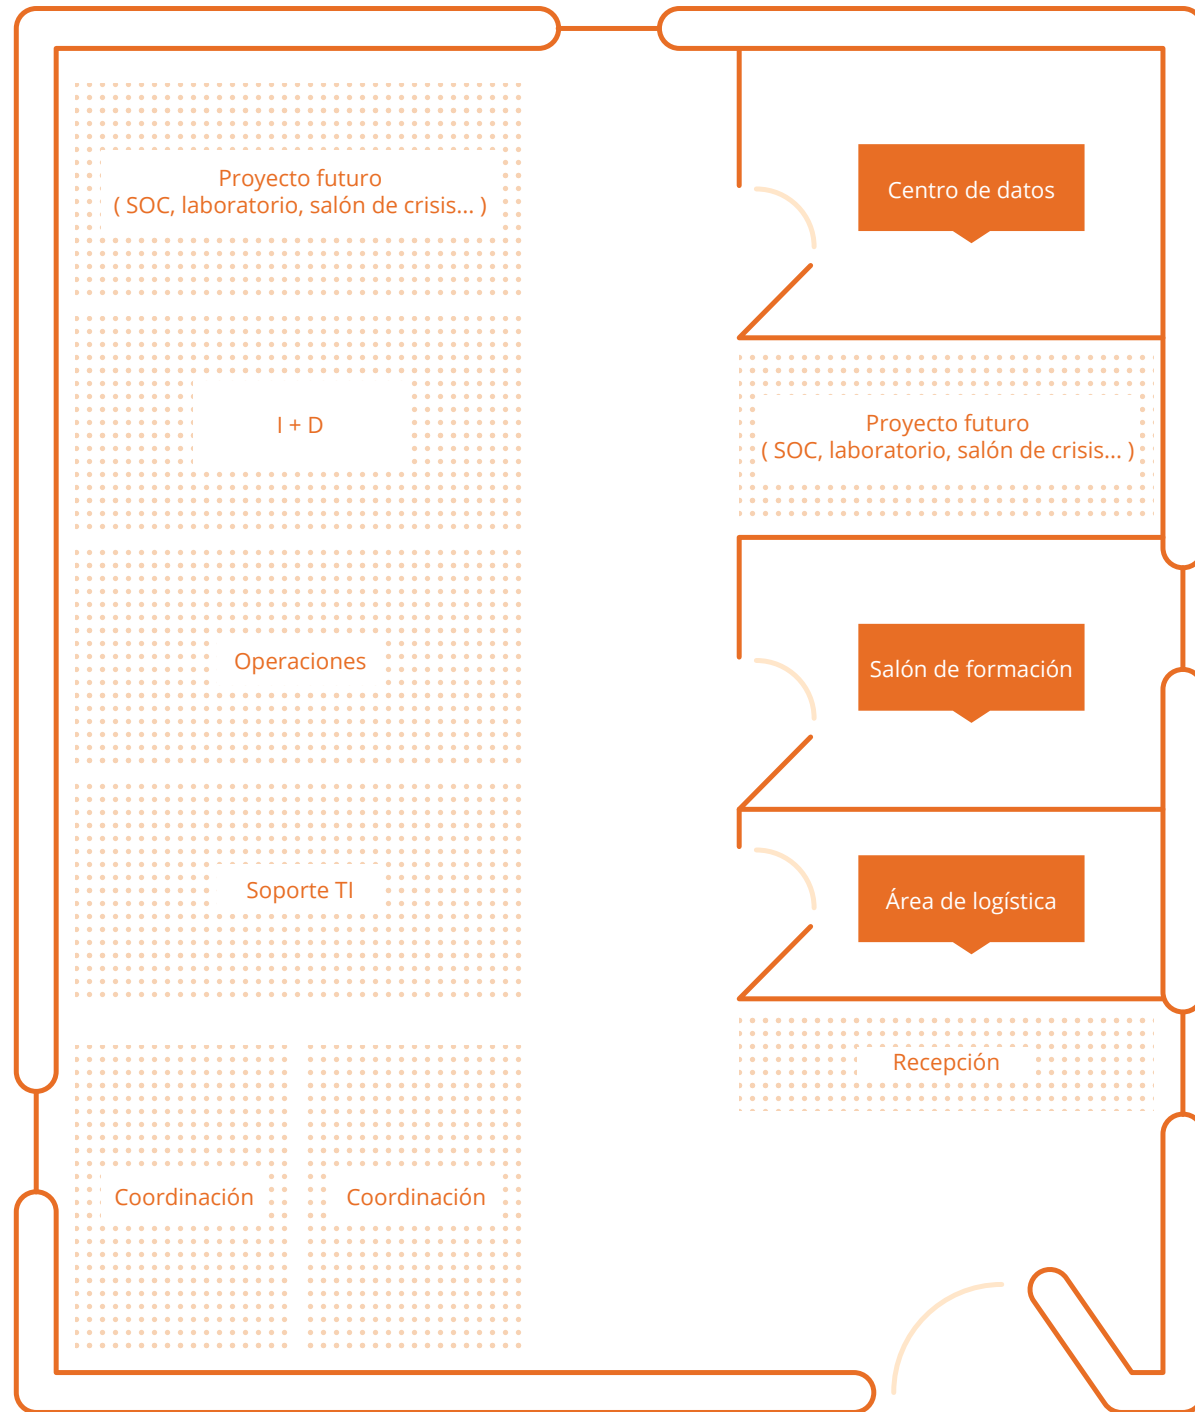 Proyecto futuro
( SOC, laboratorio, salón de crisis... )
Centro de datos
I + D
Proyecto futuro
( SOC, laboratorio, salón de crisis... )
Operaciones
Salón de formación
Soporte TI
Área de logística
Recepción
Coordinación
Coordinación